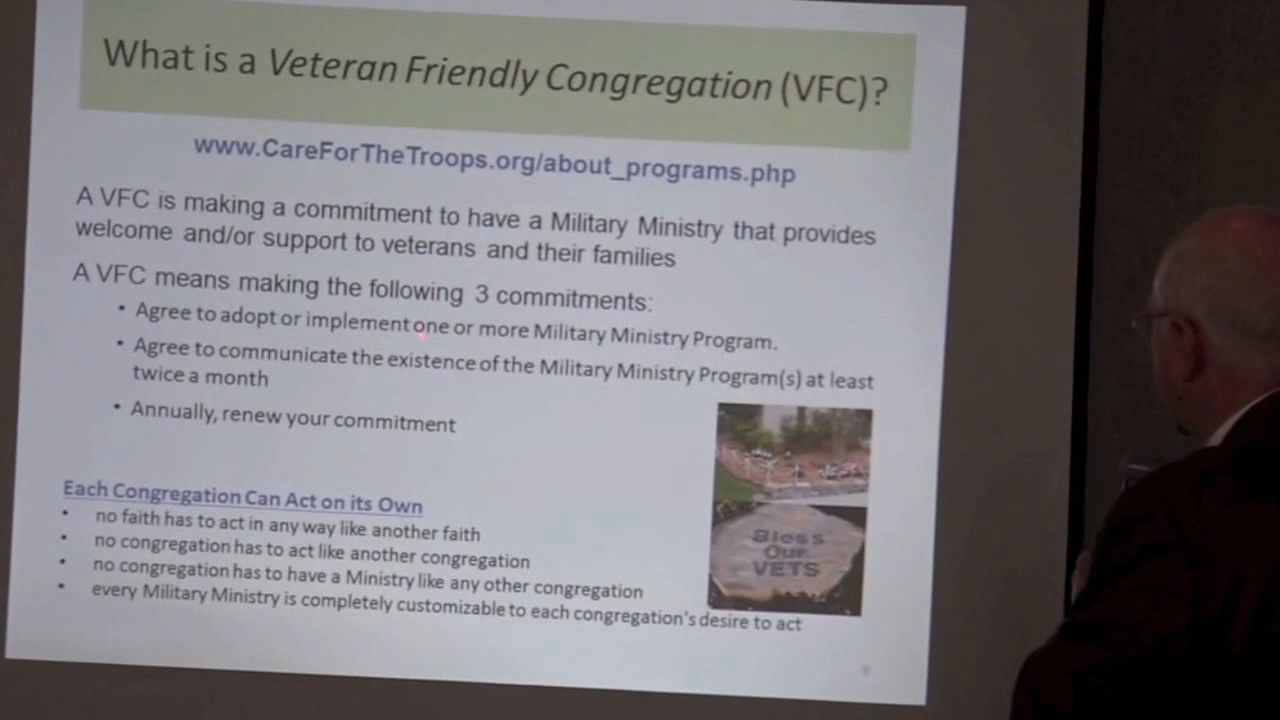 What is a Veteran Friendly Congregation (VFC)?
www.CareForTheTroops.org/about_programs.php
A VFC is making a commitment to have a Military Ministry that provides
welcome and/or support to veterans and their families
A VFC means making the following 3 commitments:
• Agree to adopt or implement one or more Military Ministry Program.
• Agree to communicate the existence of the Military Ministry Program(s) at least
twice a month
• Annually, renew your commitment
Bless
Our
VETS
Each Congregation Can Act on its Own
• no faith has to act in any way like another faith
• no congregation has to act like another congregation
• no congregation has to have a Ministry like any other congregation
• every Military Ministry is completely customizable to each congregation's desire to act